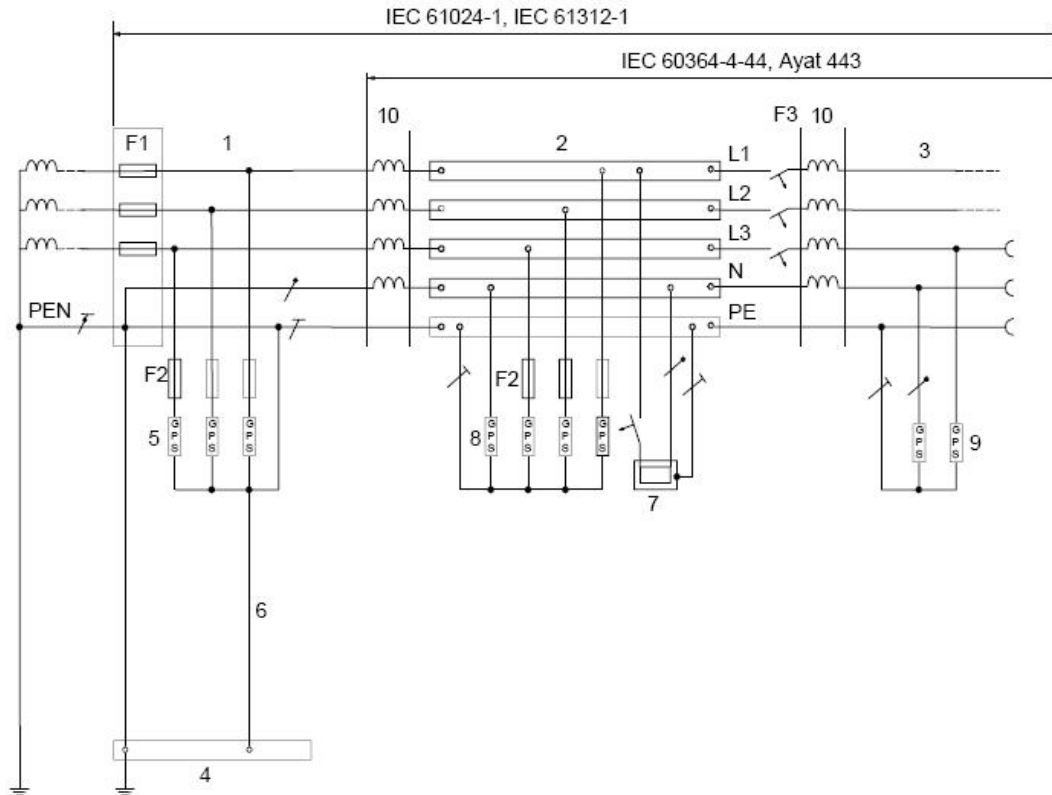 IEC 61024-1, IEC 61312-1
IEC 60364-4-44, Ayat 443
F1 1 10 2 F3 10 3
L1
L2
L3
N
PEN PE
F2 F2
5 GPS GPS GPS 8 GPS GPS GPS GPS GPS GPS 9
7
6
4